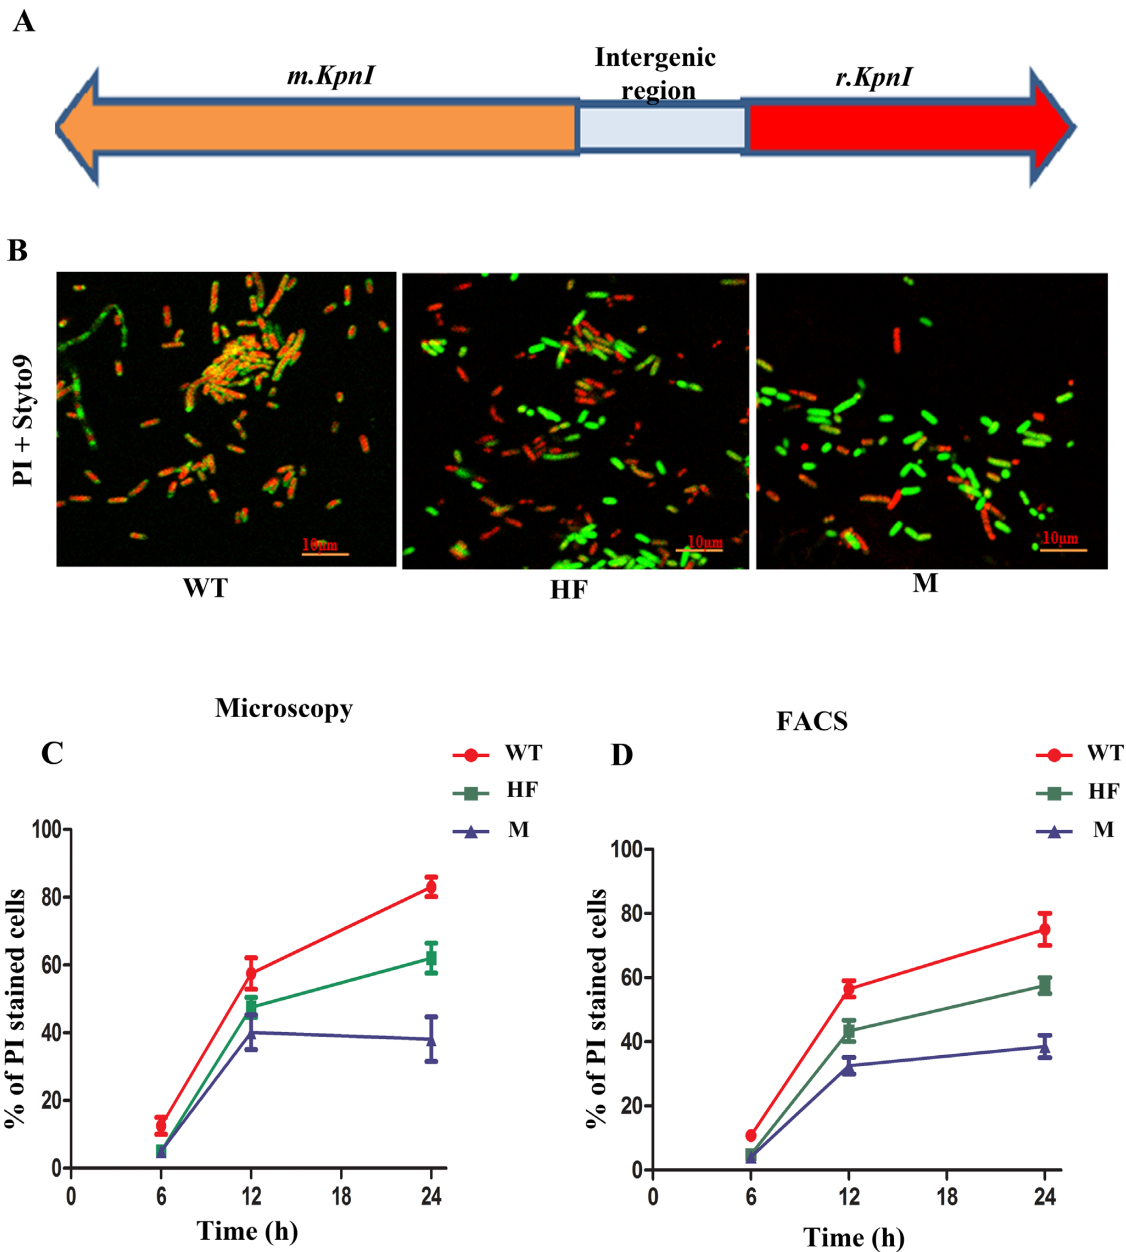 A
m.KpnI
Intergenic
region
r.KpnI
B
PI + Styto9
10µm
10µm
10µm
WT
HF
M
Microscopy
C
WT
HF
M
100
80
60
40
20
0
% of PI stained cells
0 6 12 18 24
Time (h)
FACS
D
WT
HF
M
100
80
60
40
20
0
% of PI stained cells
0 6 12 18 24
Time (h)